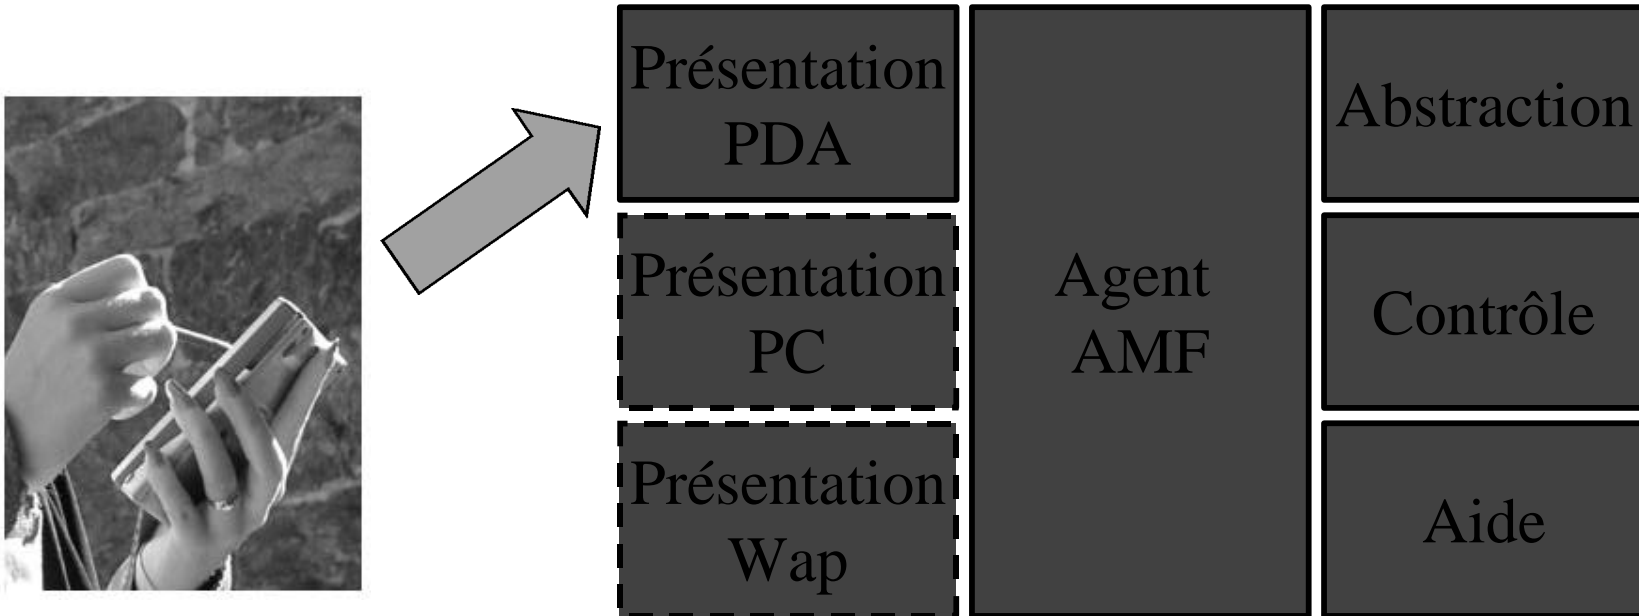 Présentation
PDA
Présentation
PC
Présentation
Wap
Agent
AMF
Abstraction
Contrôle
Aide